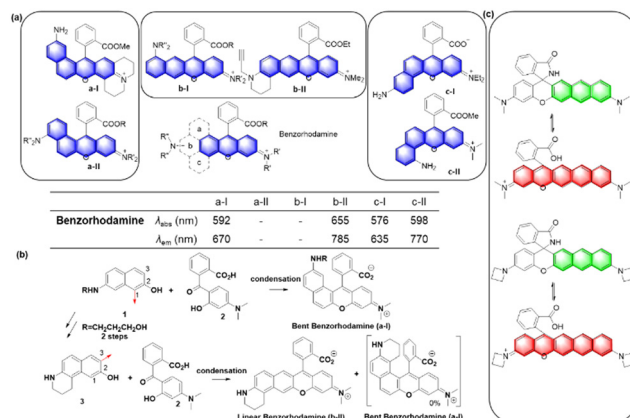 (a)
NH₂
COOMe
N⁺
a-I
COOR
R"₂N
NR'₂
a-II
NR"₂
COOR
NR'₂
b-I
COOEt
N
NMe₂
b-II
R"
N
R"
a
b
c
COOR
N
R'
R'
Benzorhodamine
COO⁻
H₂N
NEt₂
c-I
COOMe
NH₂
N
c-II
a-I a-II b-I b-II c-I c-II
Benzorhodamine λabs (nm) 592 - - 655 576 598
λem (nm) 670 - - 785 635 770
(b)
RHN
3
2
1
OH
1
+
CO₂H
O
HO
N
2
condensation
NHR
CO₂
O
N
Bent Benzorhodamine (a-I)
R=CH₂CH₂CH₂OH
2 steps
HN
3
2
1
OH
3
+
CO₂H
O
HO
N
2
condensation
CO₂
HN
O
N
Linear Benzorhodamine (b-II)
+
HN
CO₂
O
N
0%
Bent Benzorhodamine (a-I)
(c)
O
NH
N
O
N
O
OH
N
O
N
O
NH
N
O
N
O
OH
N
O
N